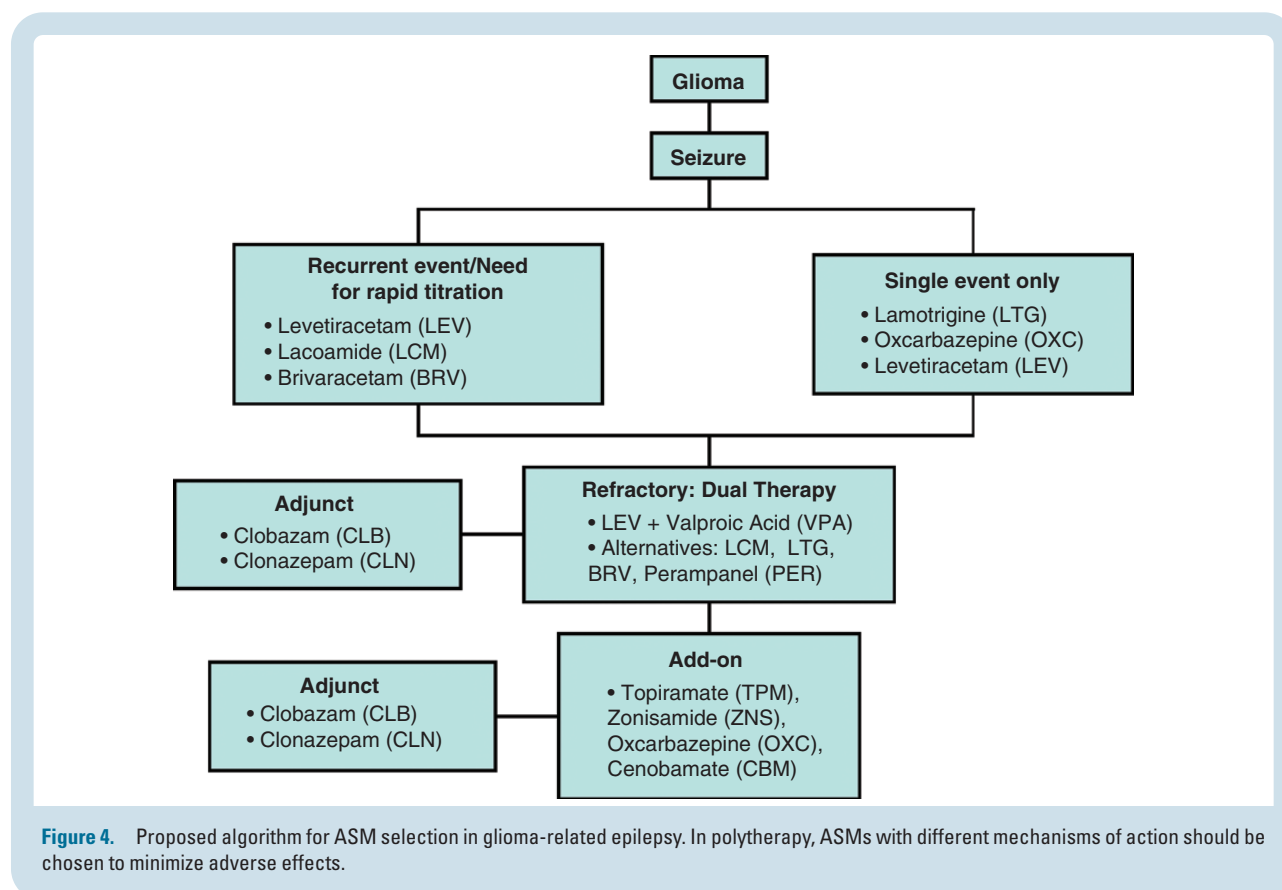 Glioma
Seizure
Recurrent event/Need
for rapid titration
• Levetiracetam (LEV)
• Lacoamide (LCM)
• Brivaracetam (BRV)
Single event only
• Lamotrigine (LTG)
• Oxcarbazepine (OXC)
• Levetiracetam (LEV)
Adjunct
• Clobazam (CLB)
• Clonazepam (CLN)
Refractory: Dual Therapy
• LEV + Valproic Acid (VPA)
• Alternatives: LCM, LTG,
BRV, Perampanel (PER)
Adjunct
• Clobazam (CLB)
• Clonazepam (CLN)
Add-on
• Topiramate (TPM),
Zonisamide (ZNS),
Oxcarbazepine (OXC),
Cenobamate (CBM)
Figure 4. Proposed algorithm for ASM selection in glioma-related epilepsy. In polytherapy, ASMs with different mechanisms of action should be
chosen to minimize adverse effects.